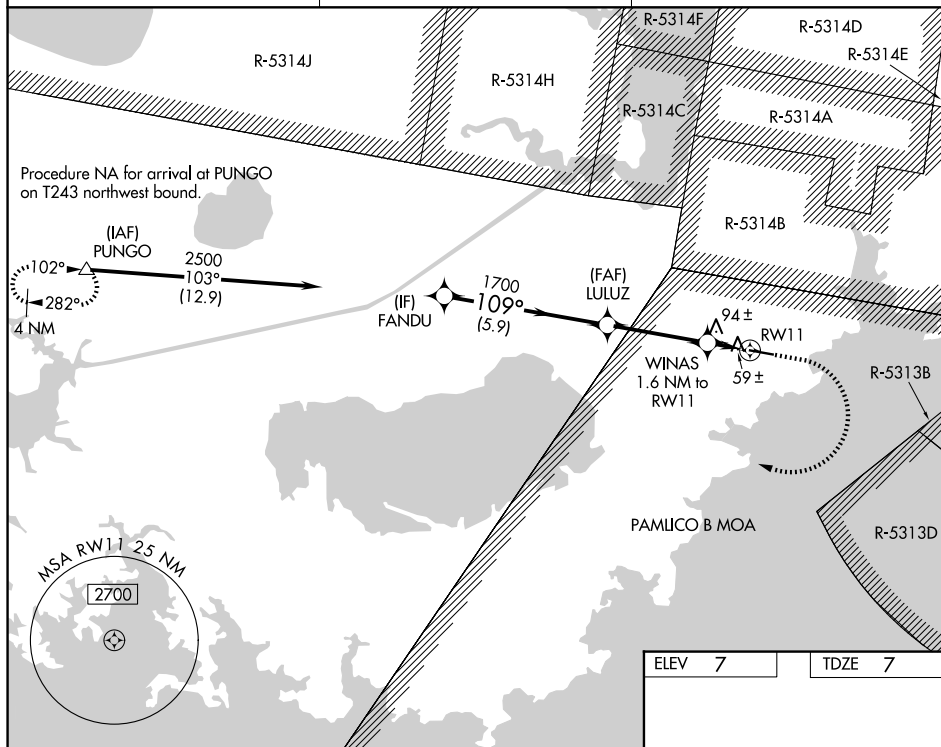 R-5314F
R-5314D
R-5314J
R-5314E
R-5314H
R-5314C
R-5314A
Procedure NA for arrival at PUNGO
on T243 northwest bound.
R-5314B
(IAF)
PUNGO
102°
2500
103°
(12.9)
282°
4 NM
(IF)
FANDU
1700
109°
(5.9)
(FAF)
LULUZ
94±
RW11
WINAS
1.6 NM to
RW11
59±
R-5313B
PAMLICO B MOA
R-5313D
MSA RW11 25 NM
2700
ELEV 7
TDZE 7